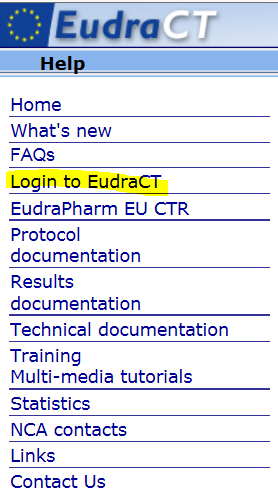 EudraCT
Help
Home
What's new
FAQs
Login to EudraCT
EudraPharm EU CTR
Protocol
documentation
Results
documentation
Technical documentation
Training
Multi-media tutorials
Statistics
NCA contacts
Links
Contact Us